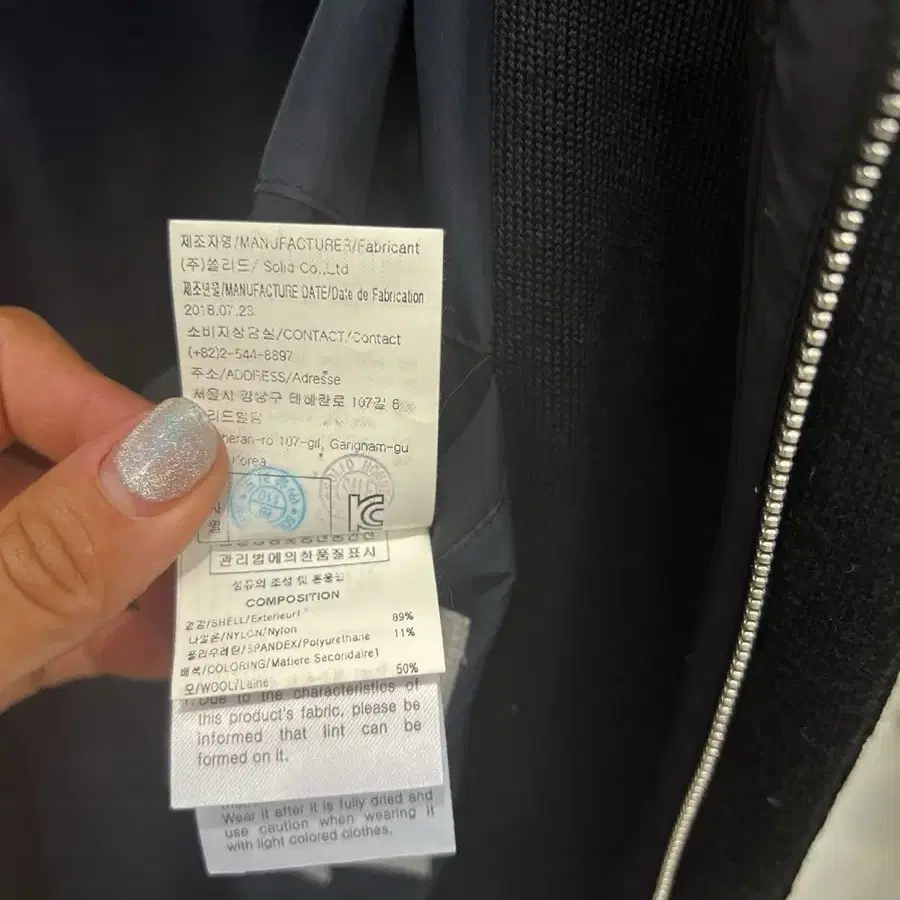 제조자명/MANUFACTURER/Fabricant
(주)쏠리드/ Solid Co.,Ltd
제조년월/MANUFACTURE DATE/Date de Fabrication
2018.07.23
소비자상담실/CONTACT/Contact
(+82)2-544-8897
주소/ADDRESS/Adresse
서울시 강남구 테헤란로 107길 6
107-gil, Gangnam-gu
Korea
KC
관리법에의한품질표시
섬유의 조성 및 혼용율
COMPOSITION
겉감/SHELL/Exterieur1
나일론/NYLON/Nylon 89%
폴리우레탄/SPANDEX/Polyurethane 11%
배색/COLORING/Matiere Secondaire1
모/WOOL/Laine 50%
1. Due to the characteristics of
this product's fabric, please be
informed that lint can be
formed on it.
Wear it after it is fully dried and
use caution when wearing it
with light colored clothes.